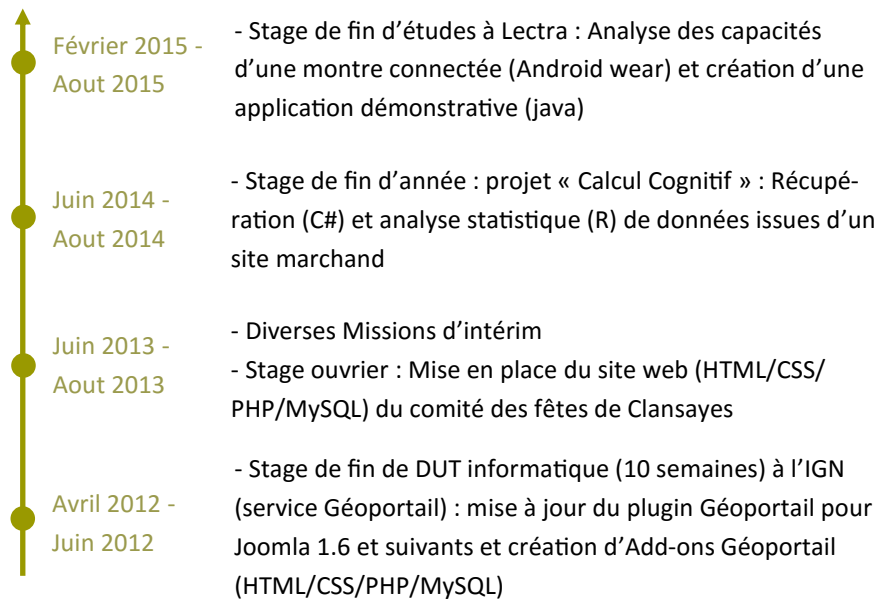 Février 2015 -
Aout 2015
- Stage de fin d’études à Lectra : Analyse des capacités
d’une montre connectée (Android wear) et création d’une
application démonstrative (java)
Juin 2014 -
Aout 2014
- Stage de fin d’année : projet « Calcul Cognitif » : Récupé-
ration (C#) et analyse statistique (R) de données issues d’un
site marchand
Juin 2013 -
Aout 2013
- Diverses Missions d’intérim
- Stage ouvrier : Mise en place du site web (HTML/CSS/
PHP/MySQL) du comité des fêtes de Clansayes
Avril 2012 -
Juin 2012
- Stage de fin de DUT informatique (10 semaines) à l’IGN
(service Géoportail) : mise à jour du plugin Géoportail pour
Joomla 1.6 et suivants et création d’Add-ons Géoportail
(HTML/CSS/PHP/MySQL)